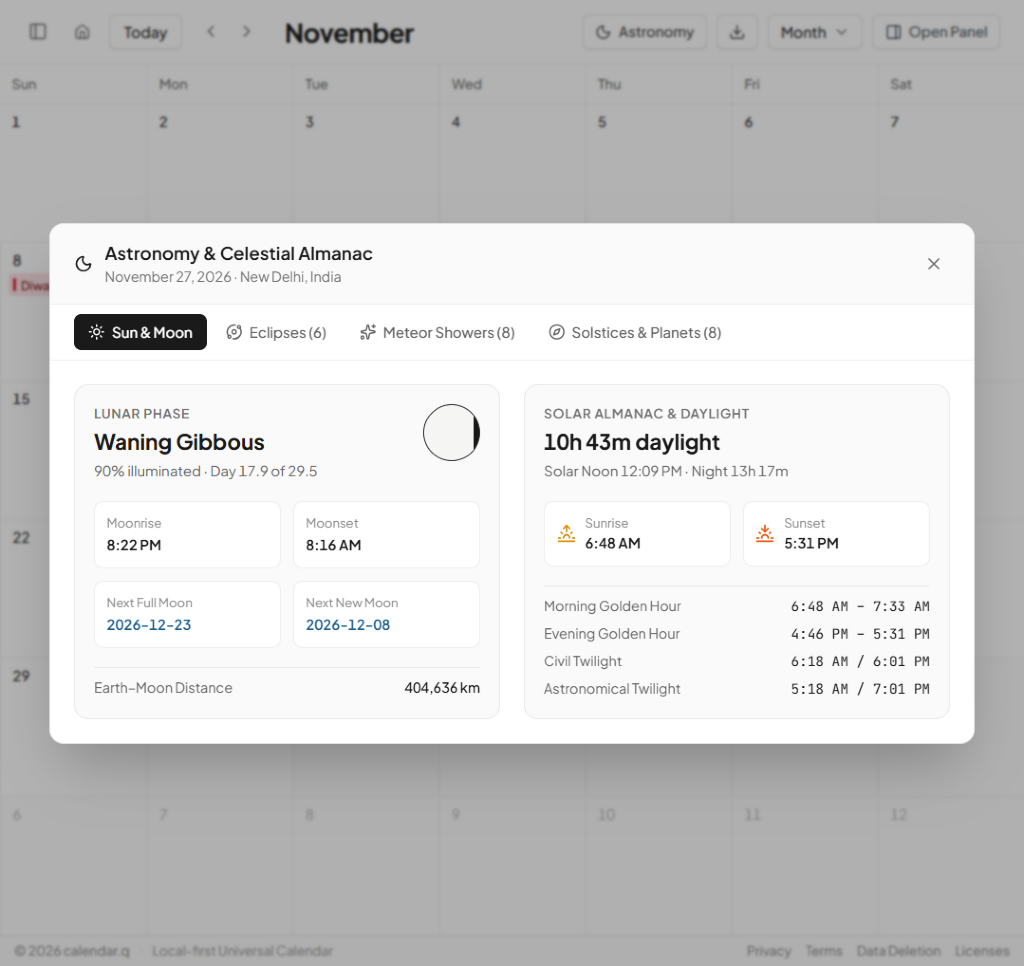 Today
November
Astronomy
Month
Open Panel
Sun Mon Tue Wed Thu Fri Sat
1 2 3 4 5 6 7
8
15
22
29
6 7 8 9 10 11 12
Astronomy & Celestial Almanac
November 27, 2026 · New Delhi, India
Sun & Moon
Eclipses (6)
Meteor Showers (8)
Solstices & Planets (8)
LUNAR PHASE
Waning Gibbous
90% illuminated · Day 17.9 of 29.5
Moonrise
8:22 PM
Moonset
8:16 AM
Next Full Moon
2026-12-23
Next New Moon
2026-12-08
Earth-Moon Distance 404,636 km
SOLAR ALMANAC & DAYLIGHT
10h 43m daylight
Solar Noon 12:09 PM · Night 13h 17m
Sunrise
6:48 AM
Sunset
5:31 PM
Morning Golden Hour 6:48 AM – 7:33 AM
Evening Golden Hour 4:46 PM – 5:31 PM
Civil Twilight 6:18 AM / 6:01 PM
Astronomical Twilight 5:18 AM / 7:01 PM
© 2026 calendar.q · Local-first Universal Calendar
Privacy Terms Data Deletion Licenses